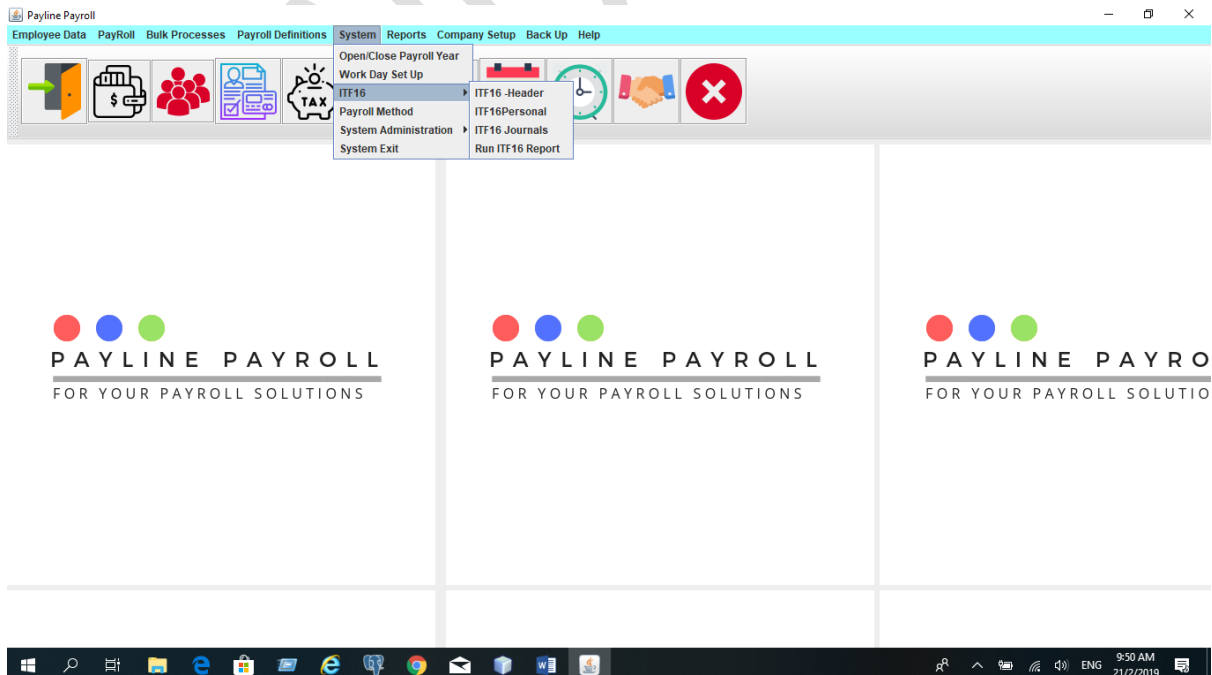 Payline Payroll
Employee Data PayRoll Bulk Processes Payroll Definitions System Reports Company Setup Back Up Help
Open/Close Payroll Year
Work Day Set Up
ITF16
Payroll Method
System Administration
System Exit
ITF16 -Header
ITF16Personal
ITF16 Journals
Run ITF16 Report
$
TAX
PAYLINE PAYROLL
FOR YOUR PAYROLL SOLUTIONS
PAYLINE PAYROLL
FOR YOUR PAYROLL SOLUTIONS
PAYLINE PAYRO
FOR YOUR PAYROLL SOLUTIO
ENG
9:50 AM
21/2/2019